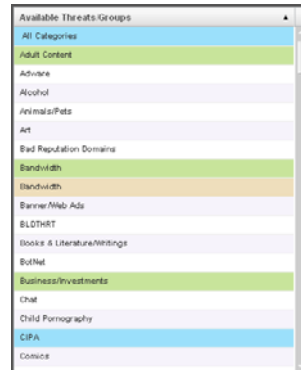 Available Threats/Groups
All Categories
Adult Content
Adware
Alcohol
Animals/Pets
Art
Bad Reputation Domains
Bandwidth
Bandwidth
Banner/Web Ads
BLDTHRT
Books & Literature/Writings
BotNet
Business/Investments
Chat
Child Pornography
CIPA
Comics